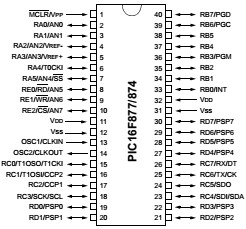 MCLR/VPP 1 40 RB7/PGD
RA0/AN0 2 39 RB6/PGC
RA1/AN1 3 38 RB5
RA2/AN2/VREF- 4 37 RB4
RA3/AN3/VREF+ 5 36 RB3/PGM
RA4/T0CKI 6 35 RB2
RA5/AN4/SS 7 34 RB1
RE0/RD/AN5 8 33 RB0/INT
RE1/WR/AN6 9 32 VDD
RE2/CS/AN7 10 31 VSS
VDD 11 30 RD7/PSP7
VSS 12 29 RD6/PSP6
OSC1/CLKIN 13 28 RD5/PSP5
OSC2/CLKOUT 14 27 RD4/PSP4
RC0/T1OSO/T1CKI 15 26 RC7/RX/DT
RC1/T1OSI/CCP2 16 25 RC6/TX/CK
RC2/CCP1 17 24 RC5/SDO
RC3/SCK/SCL 18 23 RC4/SDI/SDA
RD0/PSP0 19 22 RD3/PSP3
RD1/PSP1 20 21 RD2/PSP2
PIC16F877/874